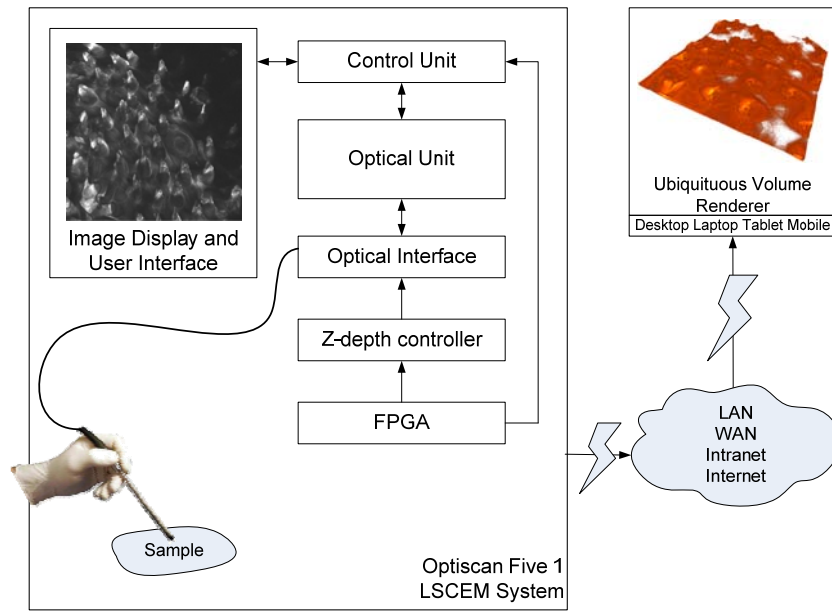 Control Unit
Optical Unit
Image Display and
User Interface
Optical Interface
Z-depth controller
FPGA
Sample
Optiscan Five 1
LSCEM System
Ubiquituous Volume
Renderer
Desktop Laptop Tablet Mobile
LAN
WAN
Intranet
Internet